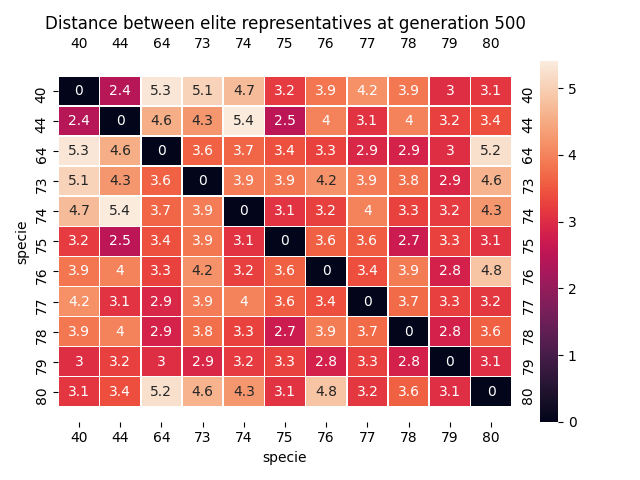 Distance between elite representatives at generation 500
40 44 64 73 74 75 76 77 78 79 80
40 0 2.4 5.3 5.1 4.7 3.2 3.9 4.2 3.9 3 3.1 40
44 2.4 0 4.6 4.3 5.4 2.5 4 3.1 4 3.2 3.4 44
64 5.3 4.6 0 3.6 3.7 3.4 3.3 2.9 2.9 3 5.2 64
73 5.1 4.3 3.6 0 3.9 3.9 4.2 3.9 3.8 2.9 4.6 73
74 4.7 5.4 3.7 3.9 0 3.1 3.2 4 3.3 3.2 4.3 74
75 3.2 2.5 3.4 3.9 3.1 0 3.6 3.6 2.7 3.3 3.1 75
76 3.9 4 3.3 4.2 3.2 3.6 0 3.4 3.9 2.8 4.8 76
77 4.2 3.1 2.9 3.9 4 3.6 3.4 0 3.7 3.3 3.2 77
78 3.9 4 2.9 3.8 3.3 2.7 3.9 3.7 0 2.8 3.6 78
79 3 3.2 3 2.9 3.2 3.3 2.8 3.3 2.8 0 3.1 79
80 3.1 3.4 5.2 4.6 4.3 3.1 4.8 3.2 3.6 3.1 0 80
40 44 64 73 74 75 76 77 78 79 80
specie
specie
5
4
3
2
1
0